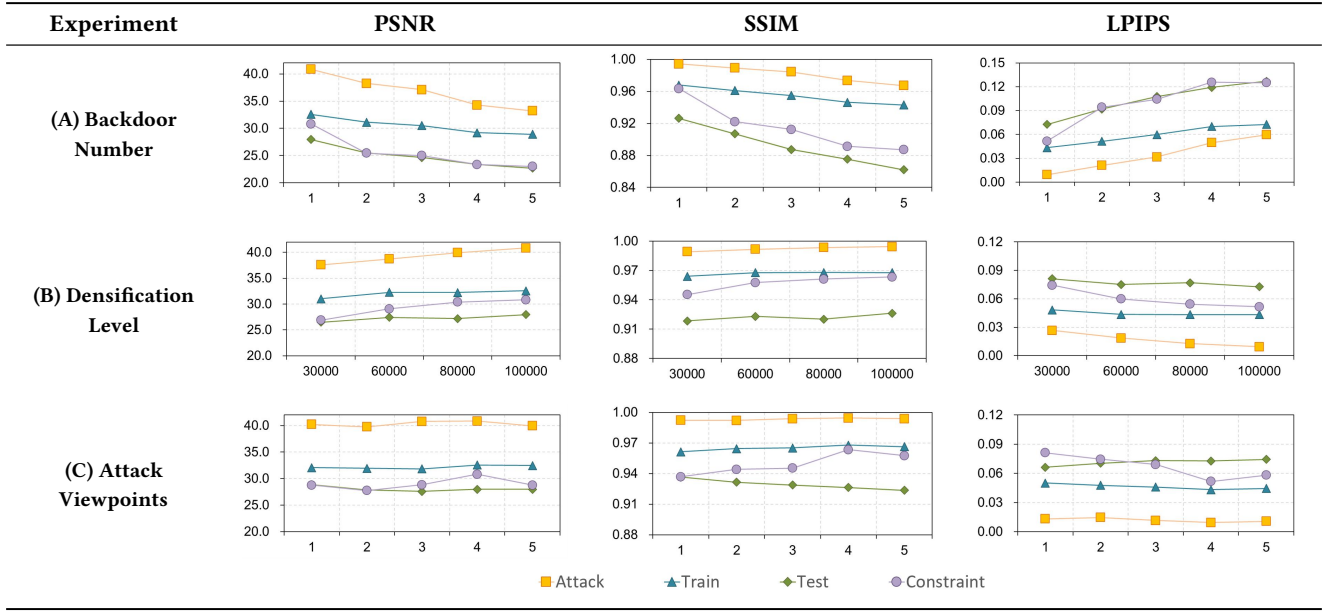 Experiment PSNR SSIM LPIPS
(A) Backdoor
Number
40.0
35.0
30.0
25.0
20.0
1 2 3 4 5
1.00
0.96
0.92
0.88
0.84
1 2 3 4 5
0.15
0.12
0.09
0.06
0.03
0.00
1 2 3 4 5
(B) Densification
Level
40.0
35.0
30.0
25.0
20.0
30000 60000 80000 100000
1.00
0.97
0.94
0.91
0.88
30000 60000 80000 100000
0.12
0.09
0.06
0.03
0.00
30000 60000 80000 100000
(C) Attack
Viewpoints
40.0
35.0
30.0
25.0
20.0
1 2 3 4 5
1.00
0.97
0.94
0.91
0.88
1 2 3 4 5
0.12
0.09
0.06
0.03
0.00
1 2 3 4 5
Attack Train Test Constraint